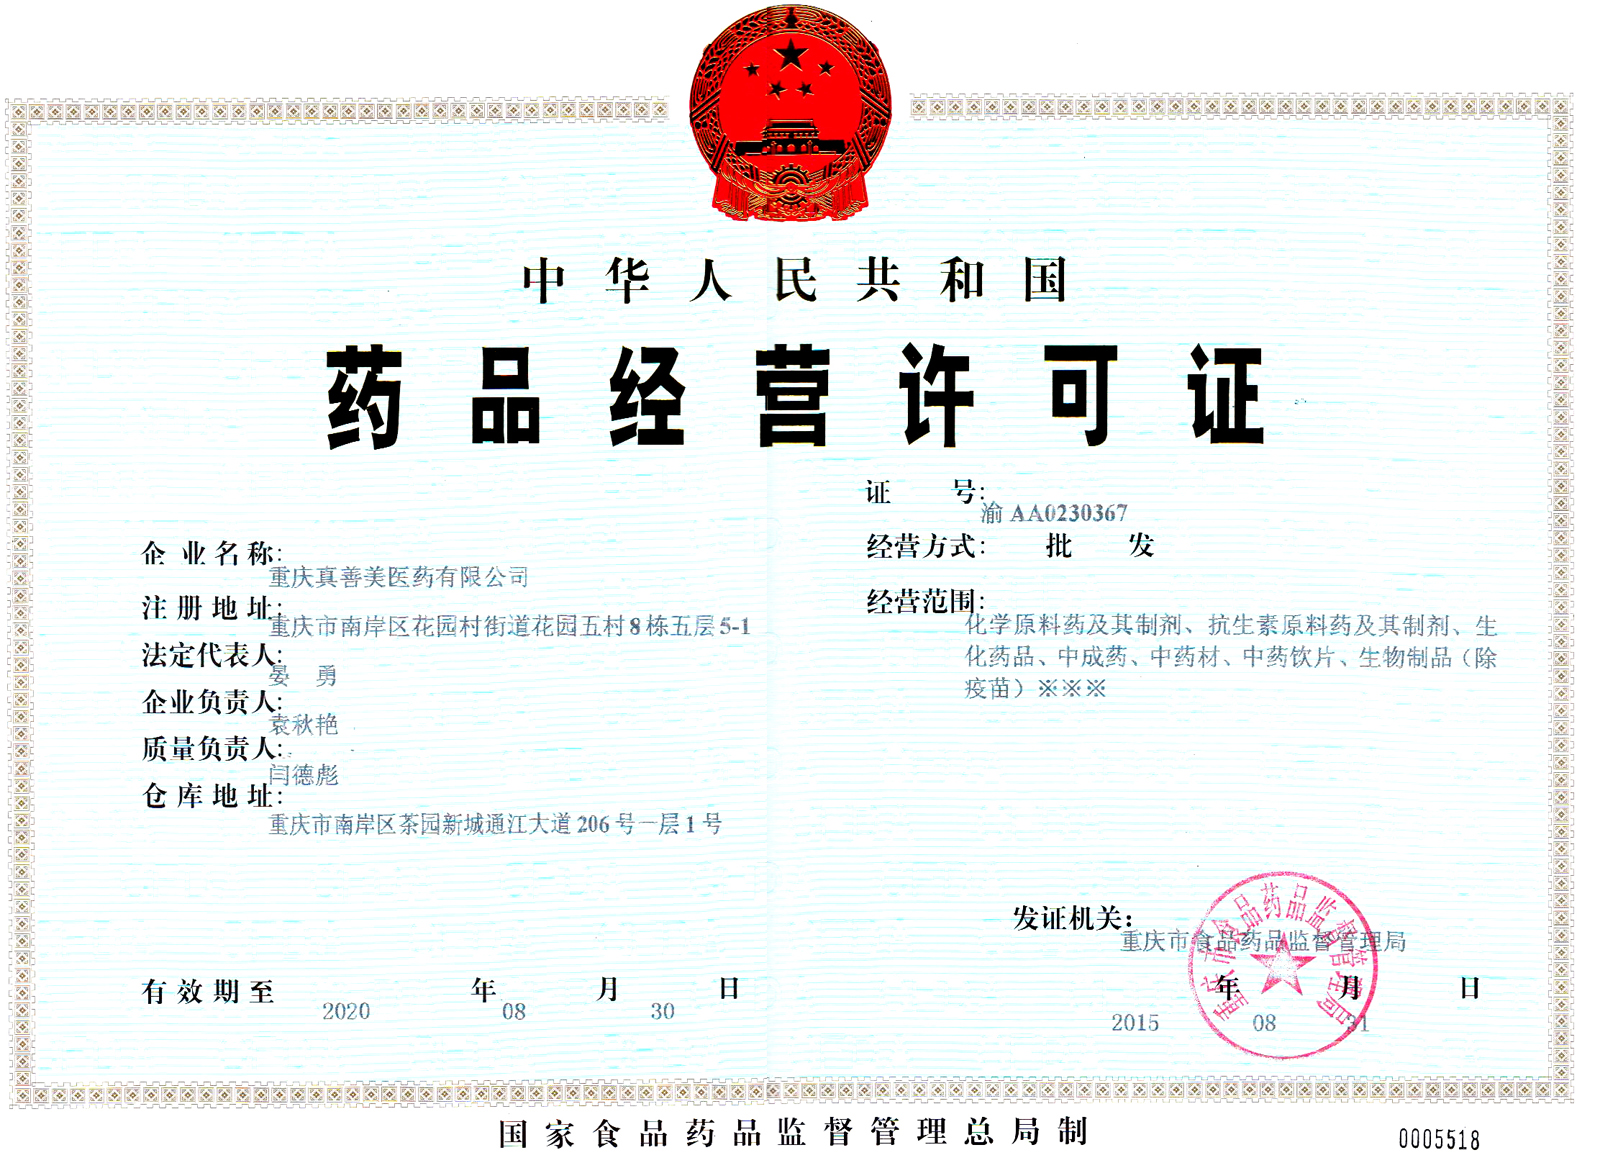 中华人民共和国
药品经营许可证
证 号：
渝 AA0230367
经营方式： 批 发
经营范围：
化学原料药及其制剂、抗生素原料药及其制剂、生
化药品、中成药、中药材、中药饮片、生物制品（除
疫苗）※※※
企业名称：
重庆真善美医药有限公司
注册地址：
重庆市南岸区花园村街道花园五村8栋五层5-1
法定代表人：
晏 勇
企业负责人：
袁秋艳
质量负责人：
闫德彪
仓库地址：
重庆市南岸区茶园新城通江大道206号一层1号
发证机关：
重庆市食品药品监督管理局
重庆市食品药品监督管理局
有效期至 年 月 日
2020 08 30
年 月 日
2015 08 31
国家食品药品监督管理总局制
0005518